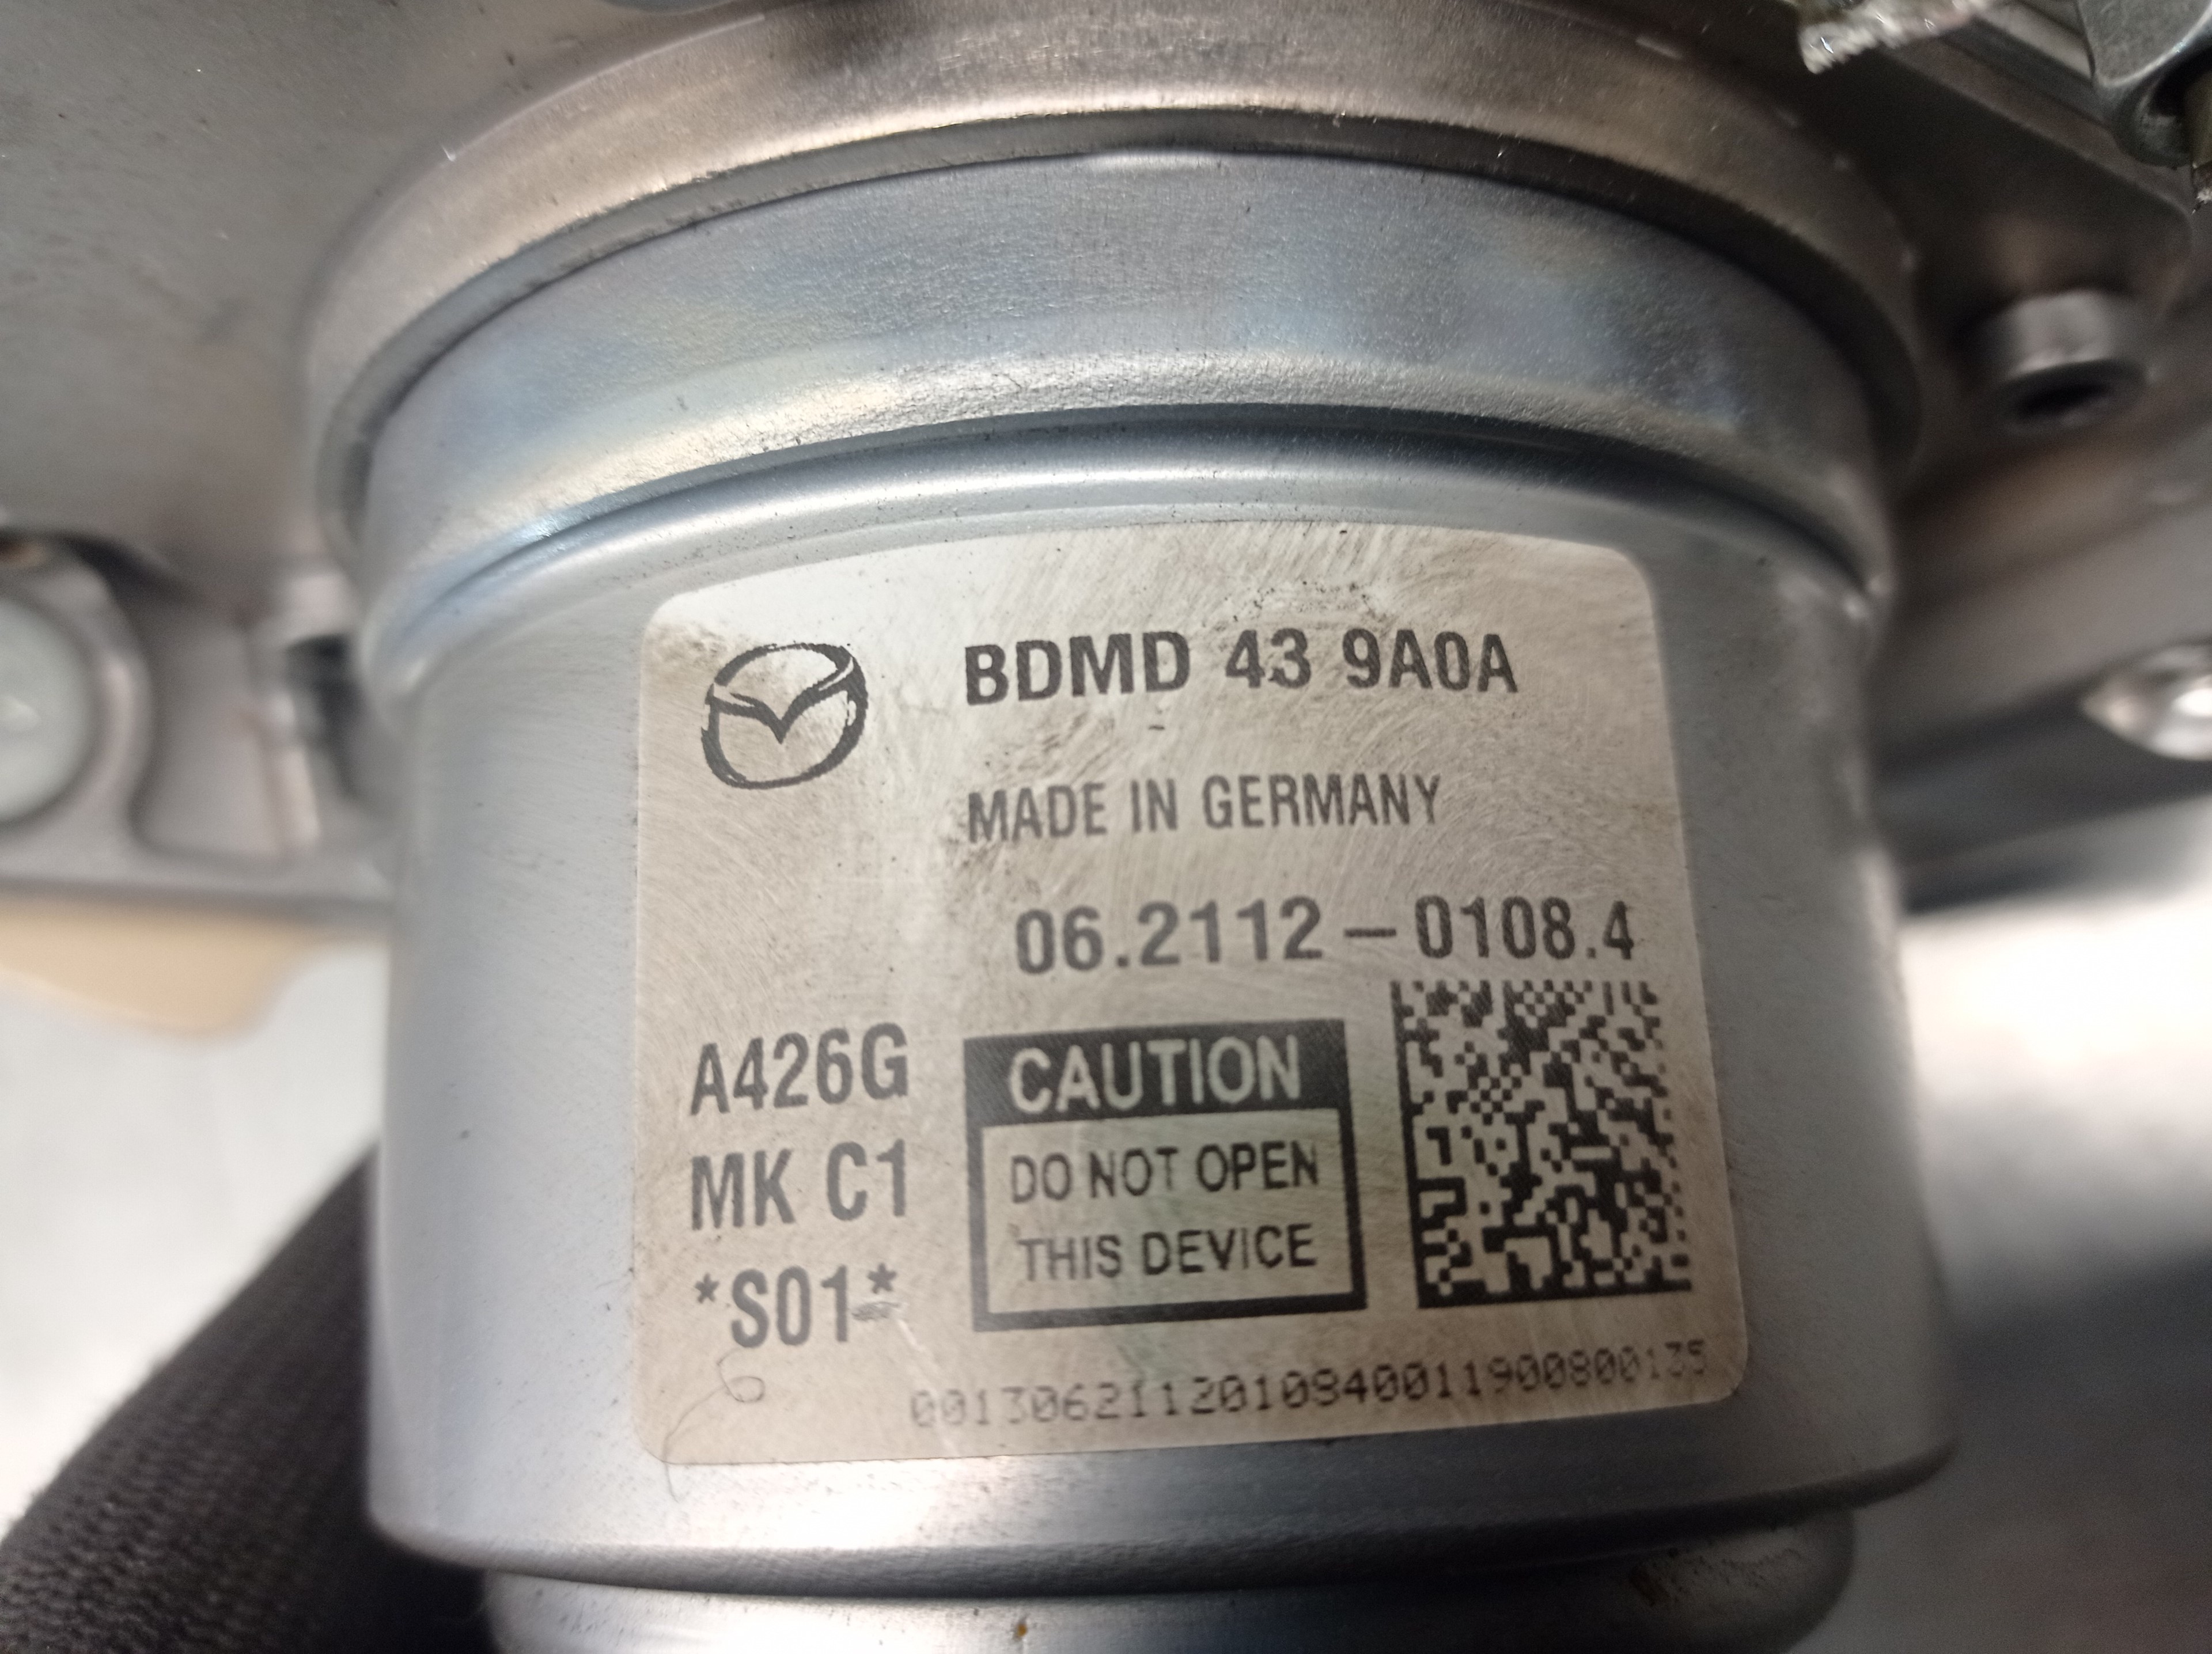 BDMD 43 9A0A
MADE IN GERMANY
06.2112-0108.4
A426G
MK C1
*S01*
CAUTION
DO NOT OPEN
THIS DEVICE
0013062112010840011900800135